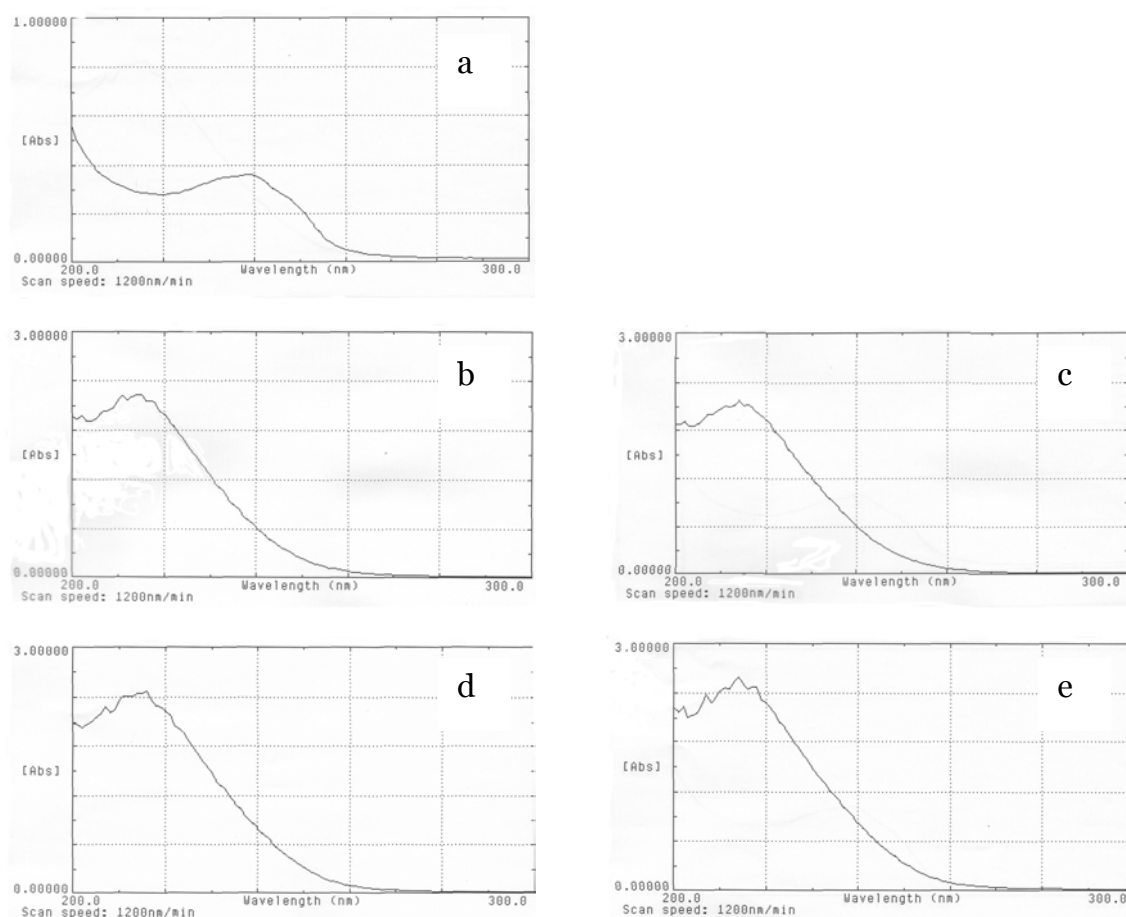 1.00000
a
[Abs]
0.00000
200.0 Wavelength (nm) 300.0
Scan speed: 1200nm/min
3.00000
b
[Abs]
0.00000
200.0 Wavelength (nm) 300.0
Scan speed: 1200nm/min
3.00000
c
[Abs]
0.00000
200.0 Wavelength (nm) 300.0
Scan speed: 1200nm/min
3.00000
d
[Abs]
0.00000
200.0 Wavelength (nm) 300.0
Scan speed: 1200nm/min
3.00000
e
[Abs]
0.00000
200.0 Wavelength (nm) 300.0
Scan speed: 1200nm/min